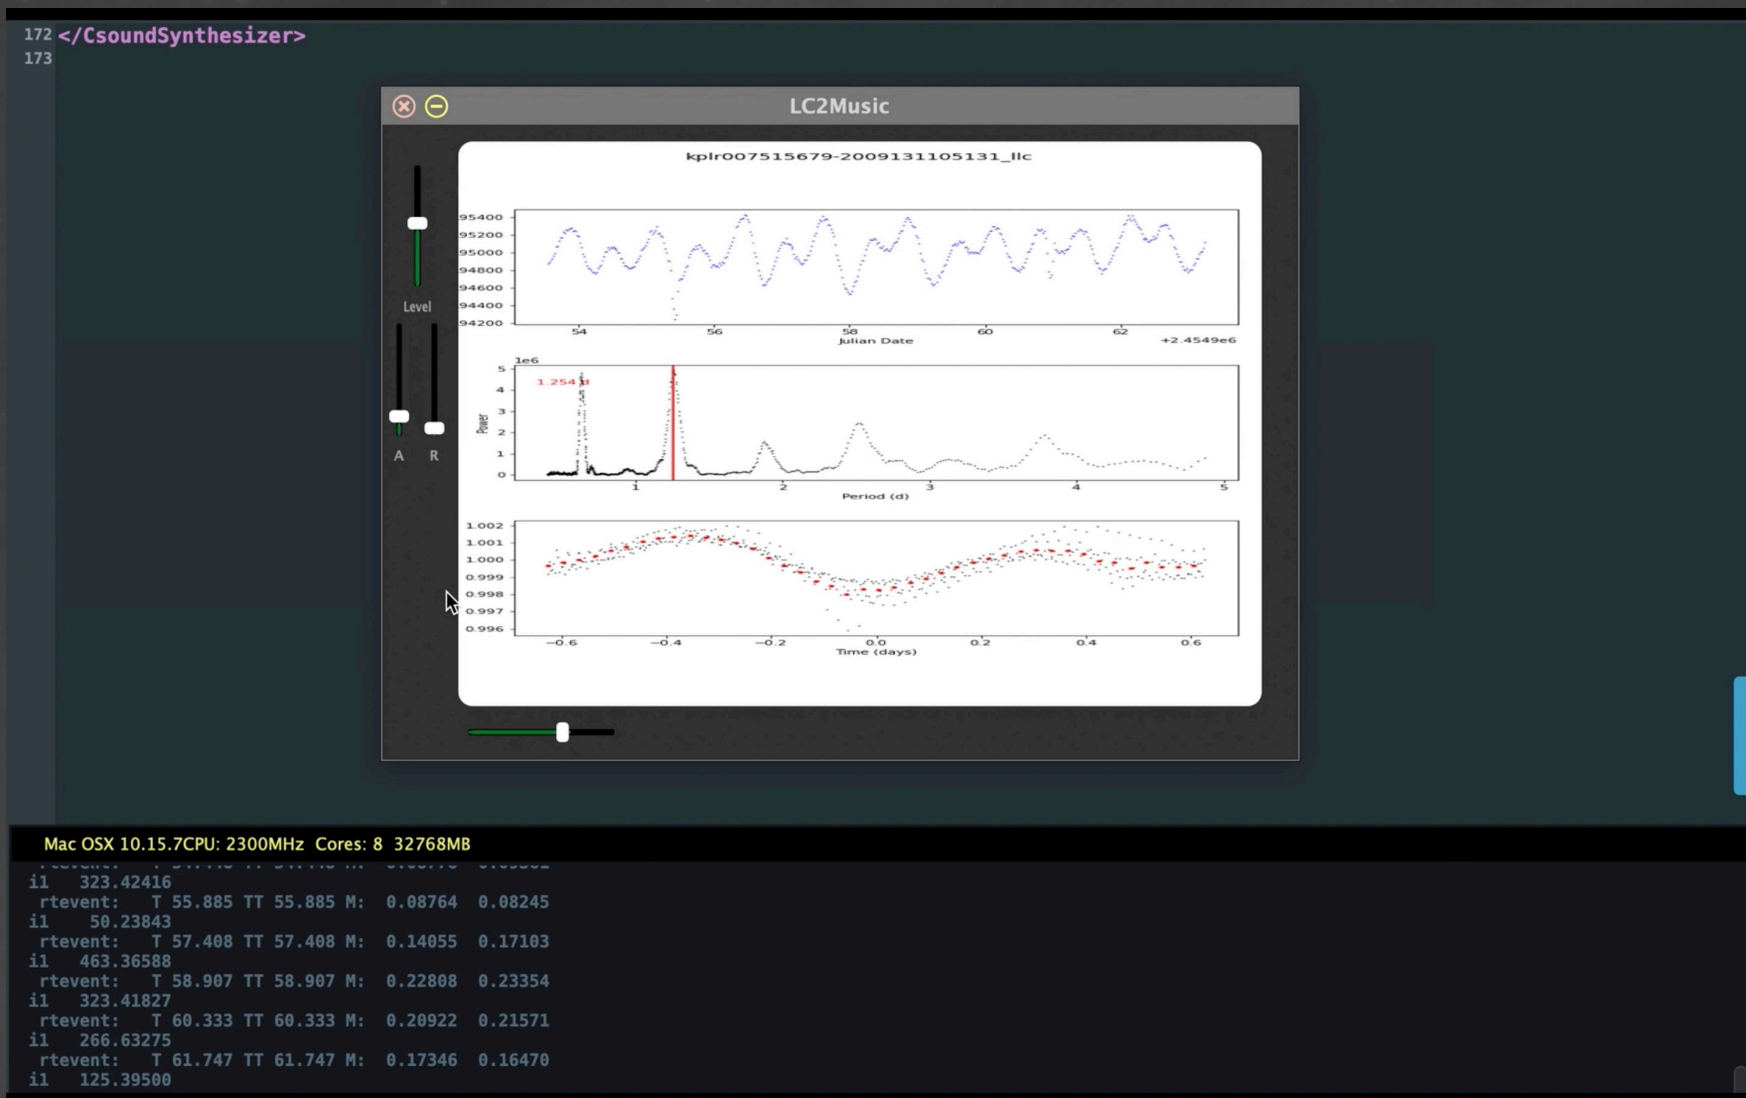 172 </CsoundSynthesizer>
173
LC2Music
kplr007515679-2009131105131_llc
95400
95200
95000
94800
94600
94400
94200
54 56 58 60 62
Julian Date +2.4549e6
Level
1e6
5
4
3
2
1
0
1.254 d
Power
1 2 3 4 5
Period (d)
A R
1.002
1.001
1.000
0.999
0.998
0.997
0.996
−0.6 −0.4 −0.2 0.0 0.2 0.4 0.6
Time (days)
Mac OSX 10.15.7CPU: 2300MHz Cores: 8 32768MB
i1 323.42416
rtevent: T 55.885 TT 55.885 M: 0.08764 0.08245
i1 50.23843
rtevent: T 57.408 TT 57.408 M: 0.14055 0.17103
i1 463.36588
rtevent: T 58.907 TT 58.907 M: 0.22808 0.23354
i1 323.41827
rtevent: T 60.333 TT 60.333 M: 0.20922 0.21571
i1 266.63275
rtevent: T 61.747 TT 61.747 M: 0.17346 0.16470
i1 125.39500